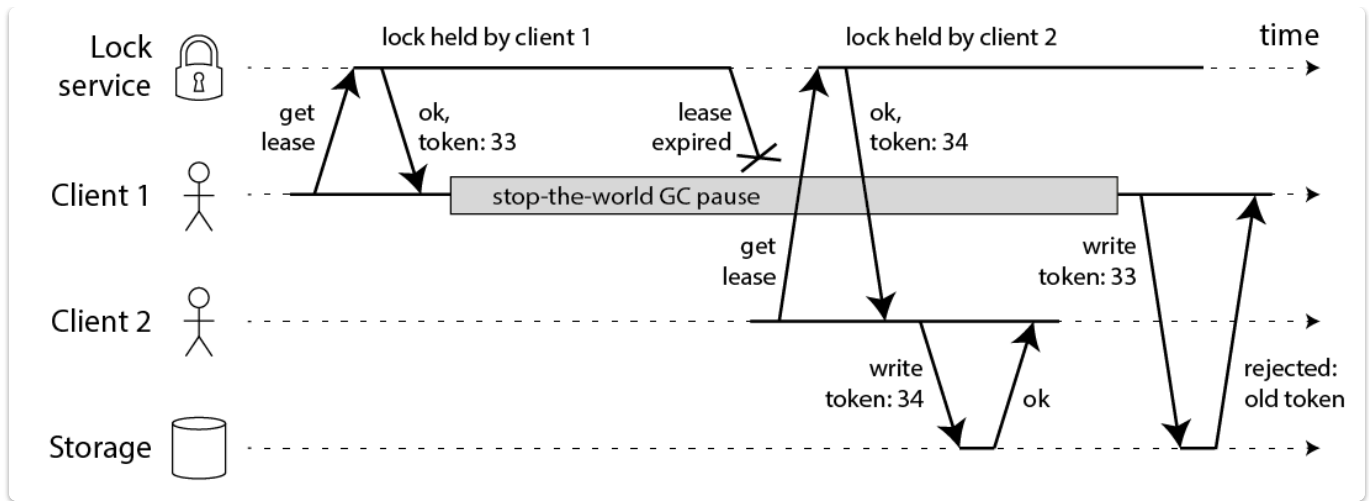 lock held by client 1
lock held by client 2
time
Lock
service
get
lease
ok,
token: 33
lease
expired
ok,
token: 34
Client 1
stop-the-world GC pause
get
lease
write
token: 33
Client 2
write
token: 34
ok
rejected:
old token
Storage